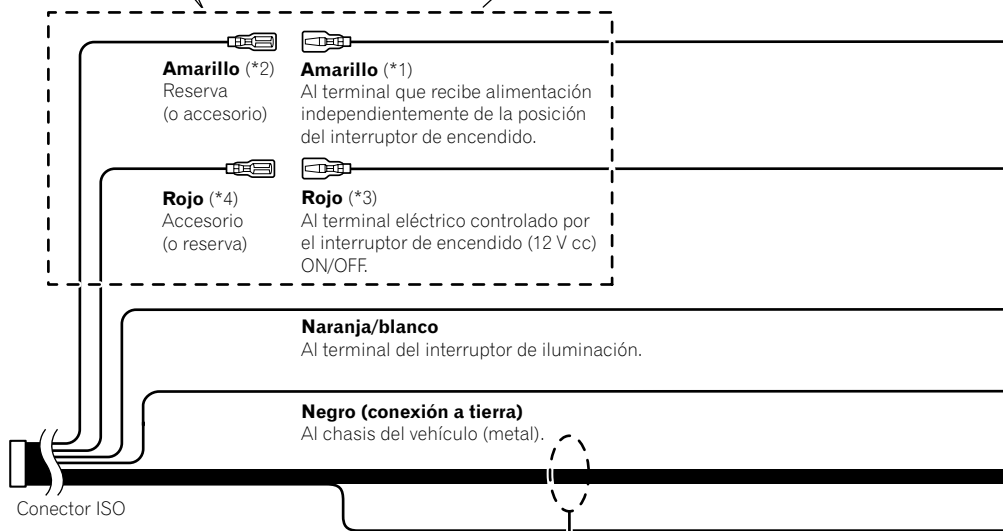 Amarillo (*2)
Reserva
(o accesorio)
Amarillo (*1)
Al terminal que recibe alimentación
independientemente de la posición
del interruptor de encendido.
Rojo (*4)
Accesorio
(o reserva)
Rojo (*3)
Al terminal eléctrico controlado por
el interruptor de encendido (12 V cc)
ON/OFF.
Naranja/blanco
Al terminal del interruptor de iluminación.
Negro (conexión a tierra)
Al chasis del vehículo (metal).
Conector ISO